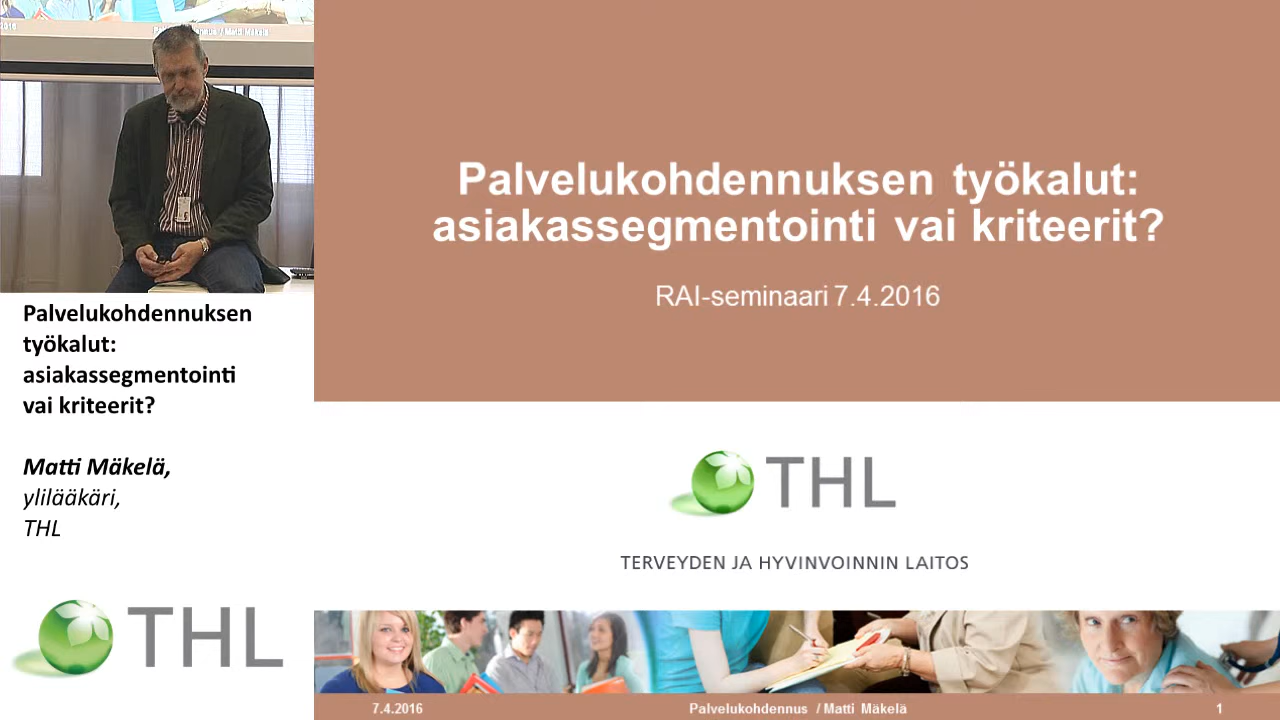 Palvelukohdennuksen
työkalut:
asiakassegmentointi
vai kriteerit?
Matti Mäkelä,
ylilääkäri,
THL
THL
Palvelukohdennuksen työkalut:
asiakassegmentointi vai kriteerit?
RAI-seminaari 7.4.2016
THL
TERVEYDEN JA HYVINVOINNIN LAITOS
7.4.2016
Palvelukohdennus / Matti Mäkelä
1